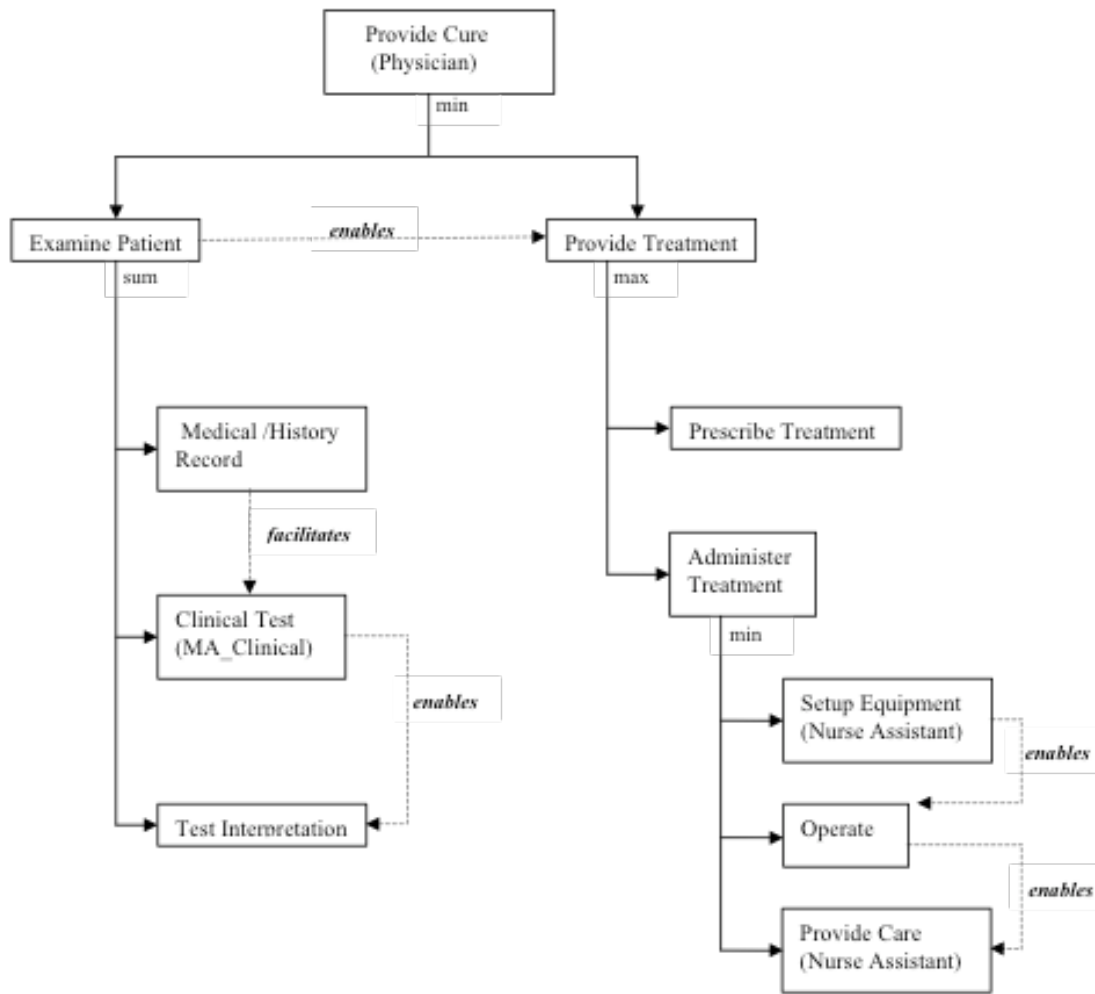 Provide Cure
(Physician)
min
Examine Patient
enables
Provide Treatment
sum
max
Medical /History
Record
Prescribe Treatment
facilitates
Administer
Treatment
Clinical Test
(MA_Clinical)
min
enables
Setup Equipment
(Nurse Assistant)
enables
Test Interpretation
Operate
enables
Provide Care
(Nurse Assistant)